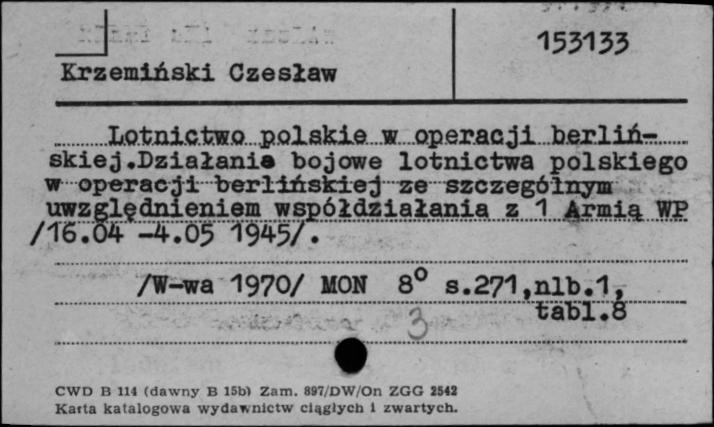 153133
Krzemiński Czesław
Lotnictwo polskie w operacji berliń-
skiej.Działania bojowe lotnictwa polskiego
w operacji berlińskiej ze szczególnym
uwzględnieniem współdziałania z 1 Armią WP
/16.04 -4.05 1945/.
/W-wa 1970/ MON 8° s.271,nlb.1,
tabl.8
3
CWD B 114 (dawny B 15b) Zam. 897/DW/On ZGG 2542
Karta katalogowa wydawnictw ciągłych i zwartych.